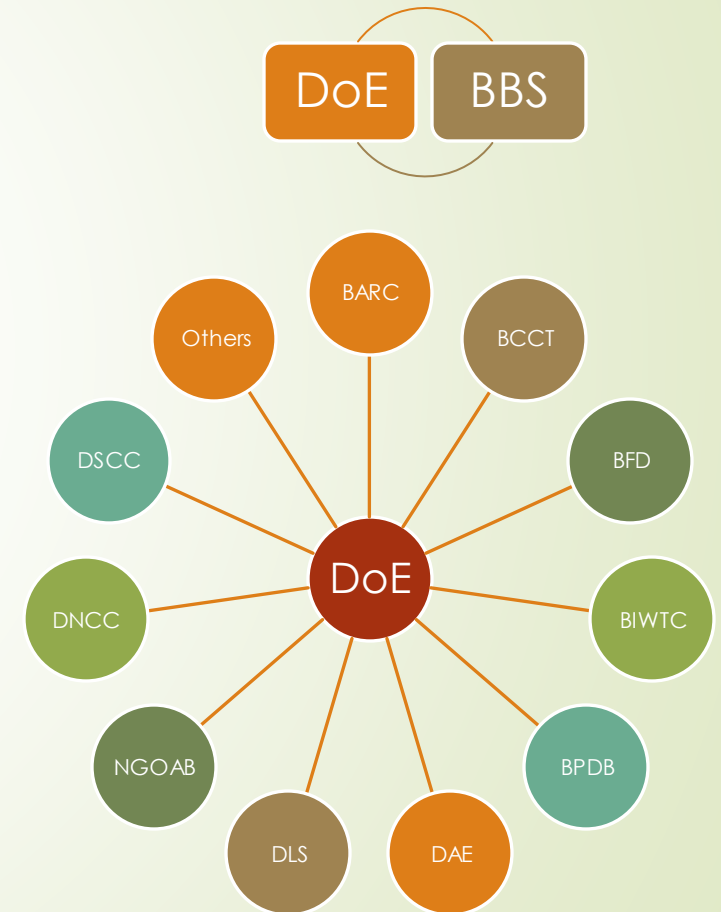 DoE
BBS
BARC
BCCT
BFD
BIWTC
BPDB
DAE
DLS
NGOAB
DNCC
DSCC
Others
DoE